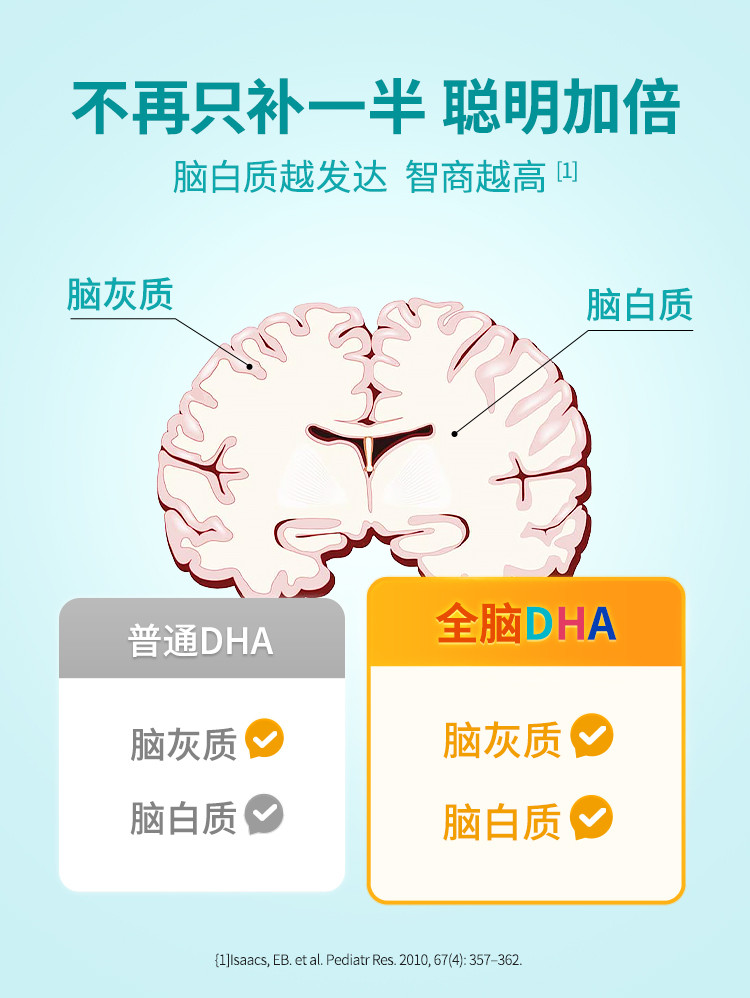 不再只补一半 聪明加倍
脑白质越发达 智商越高 [1]
脑灰质
脑白质
普通DHA
脑灰质
脑白质
全脑DHA
脑灰质
脑白质
{1]Isaacs, EB. et al. Pediatr Res. 2010, 67(4): 357–362.